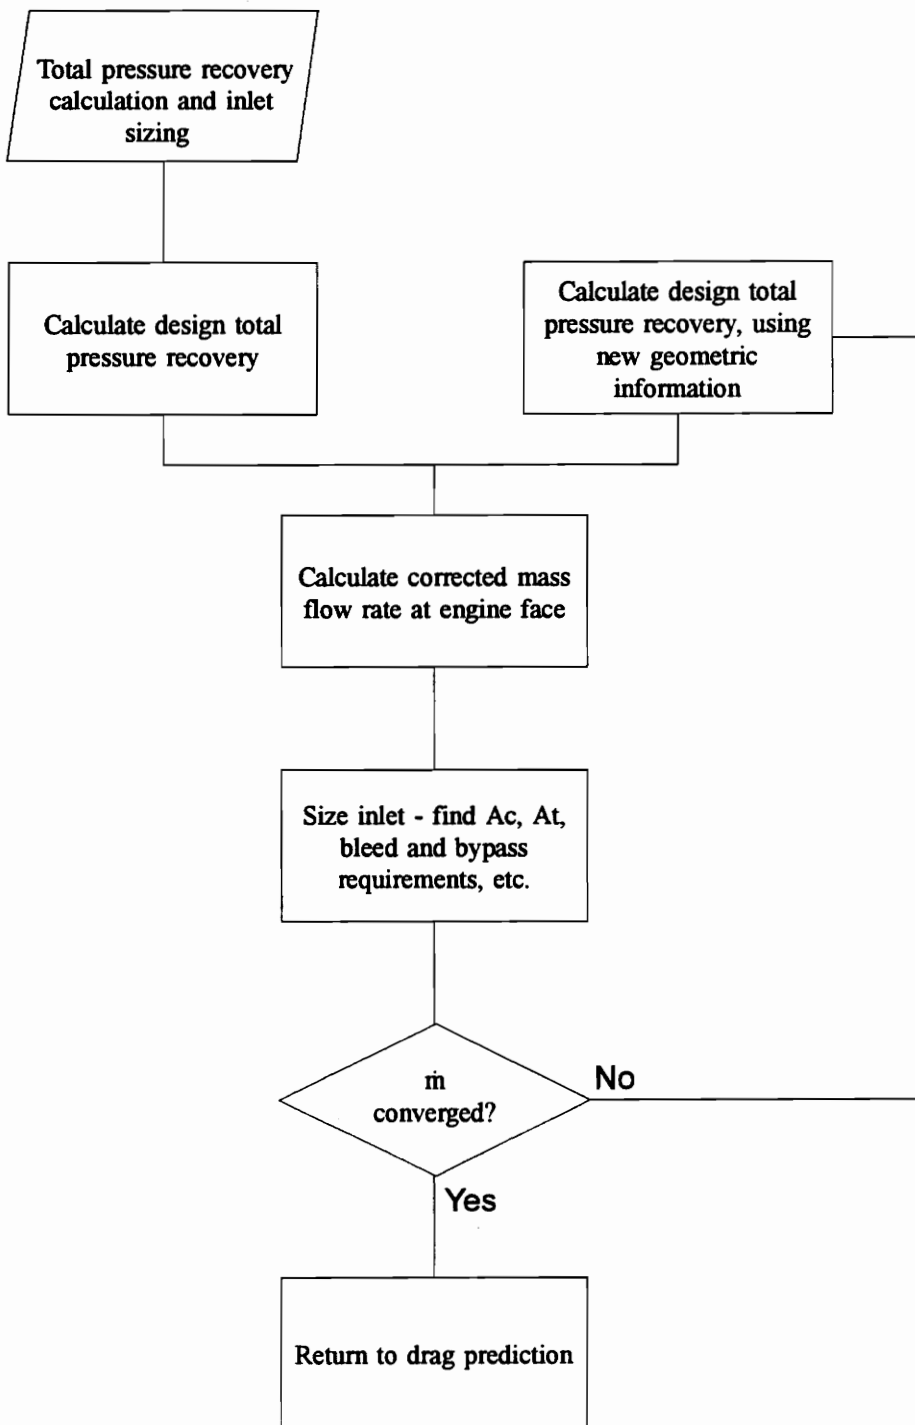 Total pressure recovery
calculation and inlet
sizing
Calculate design total
pressure recovery
Calculate design total
pressure recovery, using
new geometric
information
Calculate corrected mass
flow rate at engine face
Size inlet - find Ac, At,
bleed and bypass
requirements, etc.
ṁ
converged?
No
Yes
Return to drag prediction